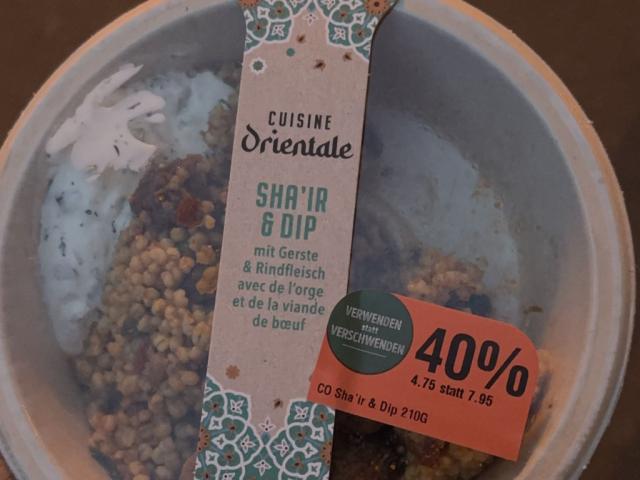 CUISINE
Orientale
SHA'IR
& DIP
mit Gerste
& Rindfleisch
avec de l'orge
et de la viande
de bœuf
VERWENDEN
statt
VERSCHWENDEN
40%
4.75 statt 7.95
CO Sha'ir & Dip 210G